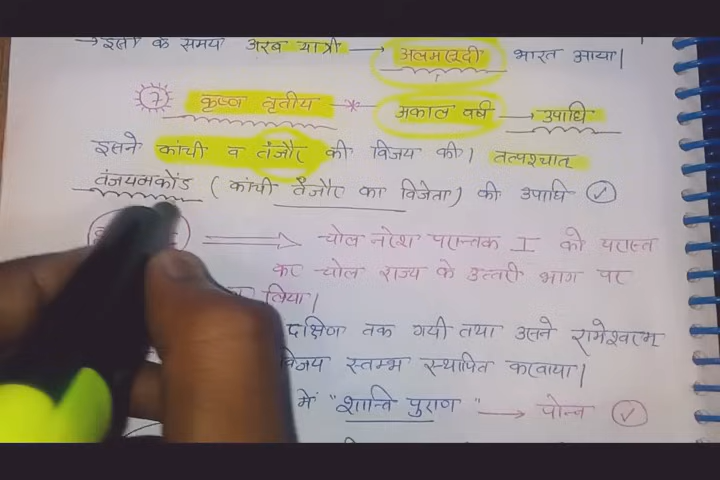 के समय अरब यात्री → अलमसूदी भारत आया।
7 कृष्ण तृतीय अकाल वर्ष → उपाधि
इसने कांची व तंजौर की विजय की। तत्पश्चात्
तंजयमकोंड (कांची तंजौर का विजेता) की उपाधि
चोल नरेश परान्तक I को परास्त
कर चोल राज्य के उत्तरी भाग पर
लिया।
दक्षिण तक गयी तथा उसने रामेश्वरम
विजय स्तम्भ स्थापित करवाया।
में "शान्ति पुराण" → पोन्न